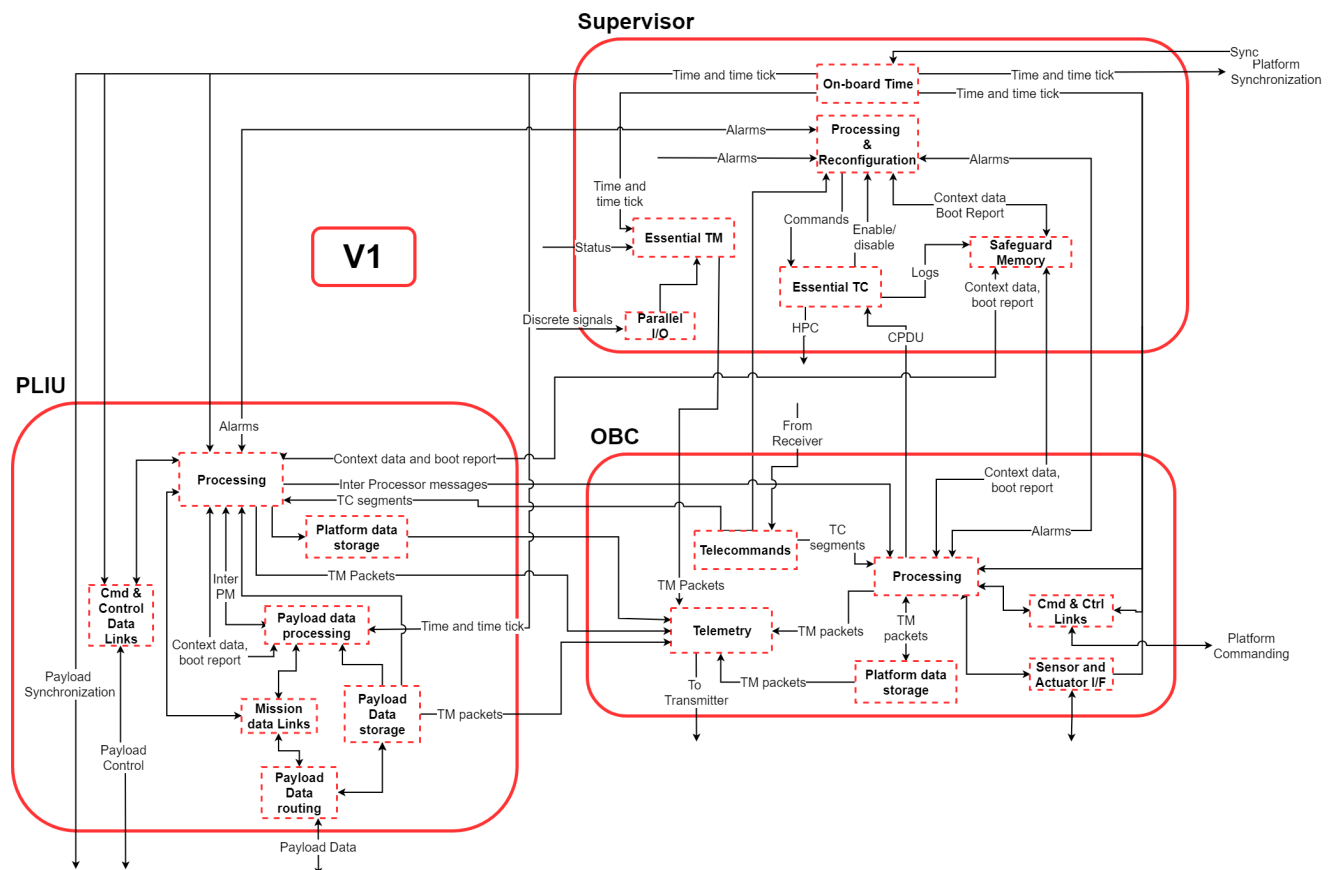 Supervisor
Sync
Platform
Synchronization
Time and time tick
On-board Time
Time and time tick
Time and time tick
Alarms
Processing
&
Reconfiguration
Alarms
Alarms
Time and
time tick
Commands
Enable/
disable
Context data
Boot Report
V1
Status
Essential TM
Safeguard
Memory
Essential TC
Logs
Context data,
boot report
Discrete signals
Parallel
I/O
HPC
CPDU
PLIU
OBC
Alarms
From
Receiver
Context data and boot report
Processing
Inter Processor messages
TC segments
Context data,
boot report
Platform data
storage
Telecommands
TC
segments
Alarms
TM Packets
TM Packets
Processing
Inter
PM
Cmd &
Control
Data
Links
Payload data
processing
Time and time tick
Telemetry
TM packets
TM
packets
Cmd & Ctrl
Links
Context data,
boot report
Platform
Commanding
Payload
Synchronization
Sensor and
Actuator I/F
Platform data
storage
TM packets
To
Transmitter
Mission
data Links
Payload
Data
storage
TM packets
Payload
Control
Payload
Data
routing
Payload Data